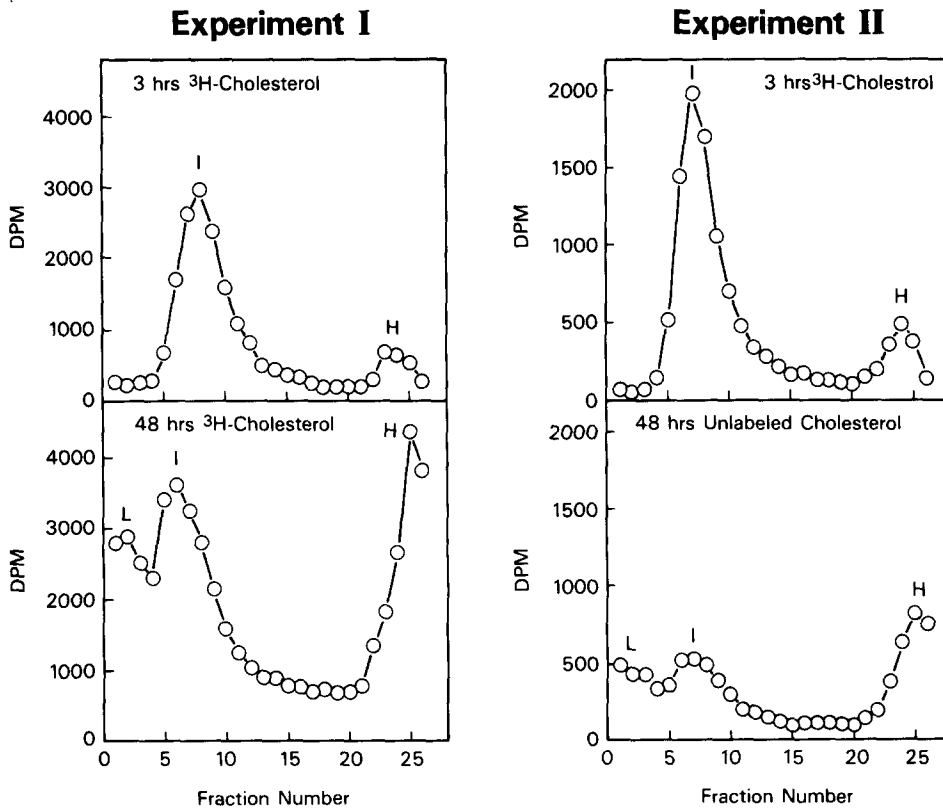 Experiment I
3 hrs ³H-Cholesterol
I
H
4000
3000
2000
1000
0
DPM
48 hrs ³H-Cholesterol
L
I
H
4000
3000
2000
1000
0
DPM
0 5 10 15 20 25
Fraction Number
Experiment II
3 hrs³H-Cholestrol
I
H
2000
1500
1000
500
0
DPM
48 hrs Unlabeled Cholesterol
L
I
H
2000
1500
1000
500
0
DPM
0 5 10 15 20 25
Fraction Number